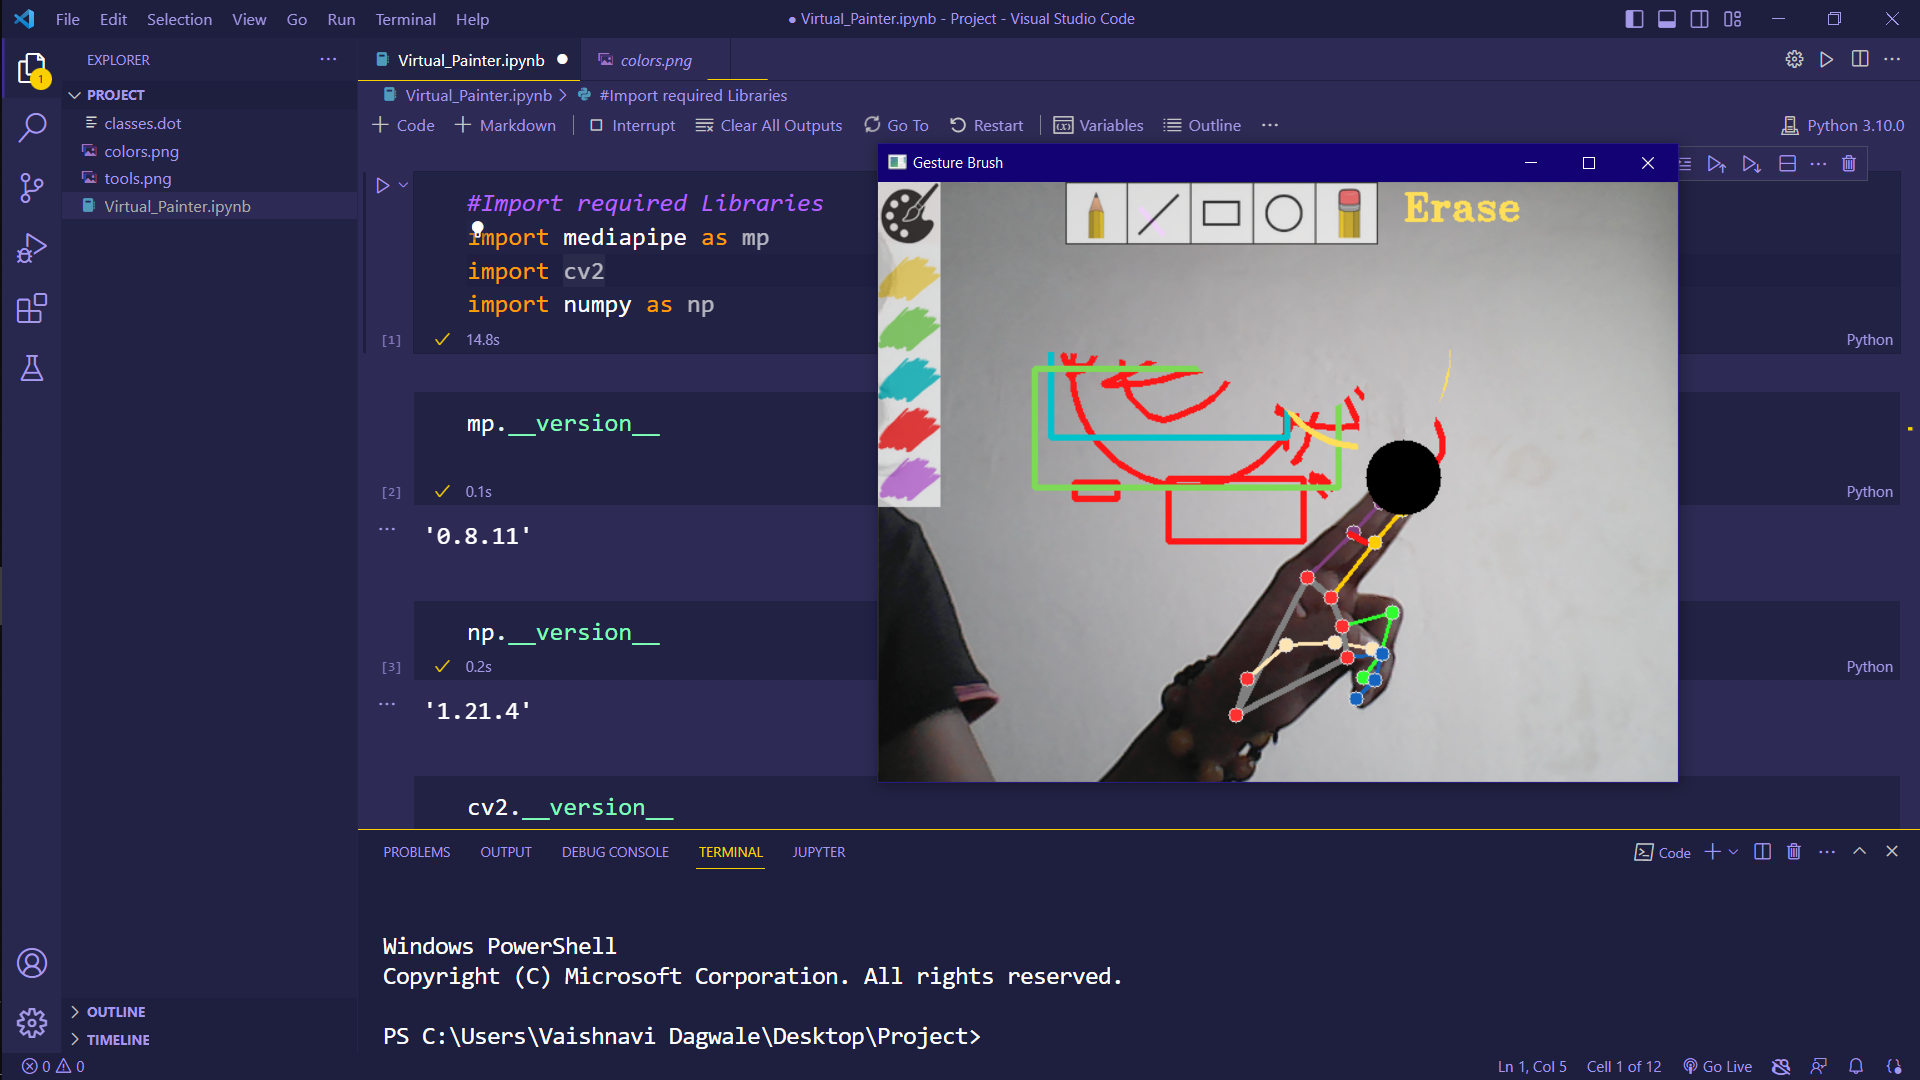 File Edit Selection View Go Run Terminal Help
● Virtual_Painter.ipynb - Project - Visual Studio Code
EXPLORER
Virtual_Painter.ipynb
colors.png
PROJECT
classes.dot
colors.png
tools.png
Virtual_Painter.ipynb
1
Virtual_Painter.ipynb > #Import required Libraries
+ Code + Markdown Interrupt Clear All Outputs Go To Restart Variables Outline ...
Python 3.10.0
#Import required Libraries
import mediapipe as mp
import cv2
import numpy as np
[1] 14.8s
Python
mp.__version__
[2] 0.1s
Python
'0.8.11'
np.__version__
[3] 0.2s
Python
'1.21.4'
cv2.__version__
Gesture Brush
Erase
PROBLEMS OUTPUT DEBUG CONSOLE TERMINAL JUPYTER
Code
Windows PowerShell
Copyright (C) Microsoft Corporation. All rights reserved.
PS C:\Users\Vaishnavi Dagwale\Desktop\Project>
OUTLINE
TIMELINE
0 0
Ln 1, Col 5 Cell 1 of 12 Go Live